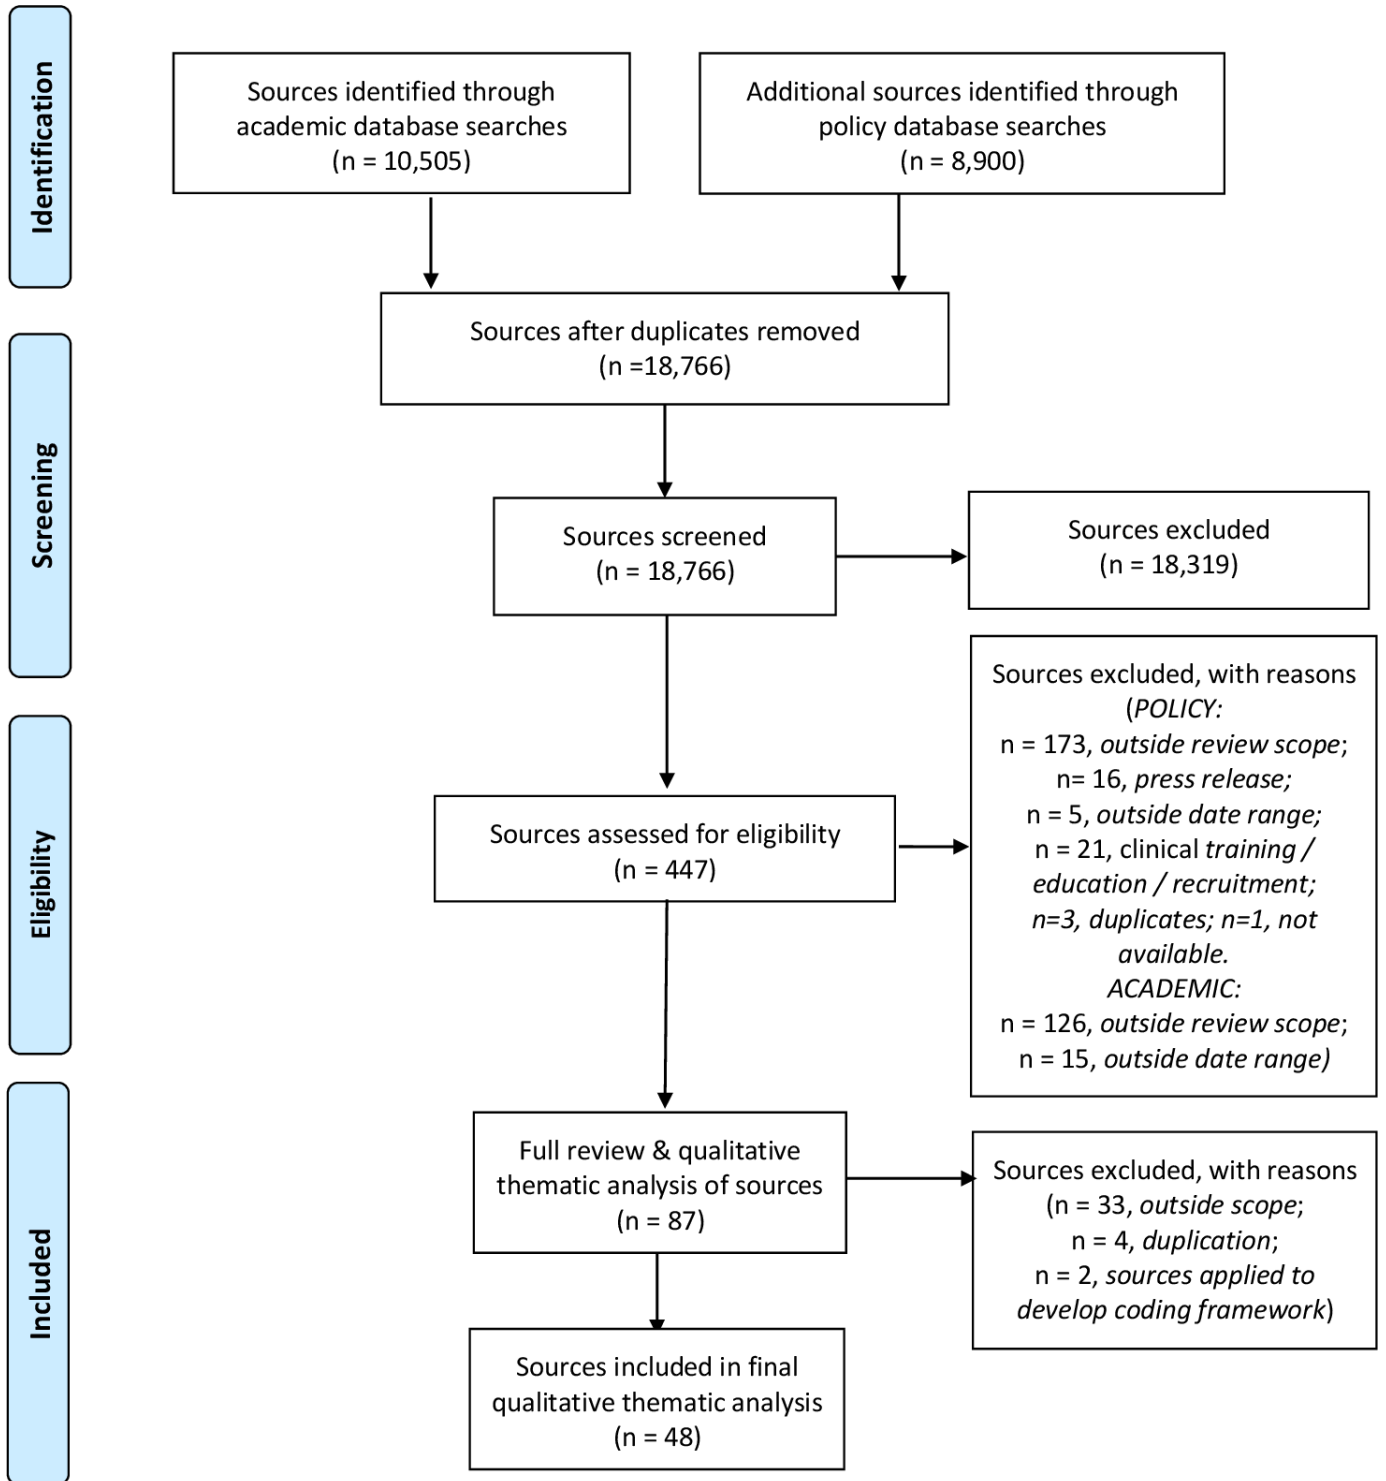 Identification
Sources identified through
academic database searches
(n = 10,505)
Additional sources identified through
policy database searches
(n = 8,900)
Sources after duplicates removed
(n =18,766)
Screening
Sources screened
(n = 18,766)
Sources excluded
(n = 18,319)
Eligibility
Sources assessed for eligibility
(n = 447)
Sources excluded, with reasons
(POLICY:
n = 173, outside review scope;
n= 16, press release;
n = 5, outside date range;
n = 21, clinical training /
education / recruitment;
n=3, duplicates; n=1, not
available.
ACADEMIC:
n = 126, outside review scope;
n = 15, outside date range)
Included
Full review & qualitative
thematic analysis of sources
(n = 87)
Sources excluded, with reasons
(n = 33, outside scope;
n = 4, duplication;
n = 2, sources applied to
develop coding framework)
Sources included in final
qualitative thematic analysis
(n = 48)